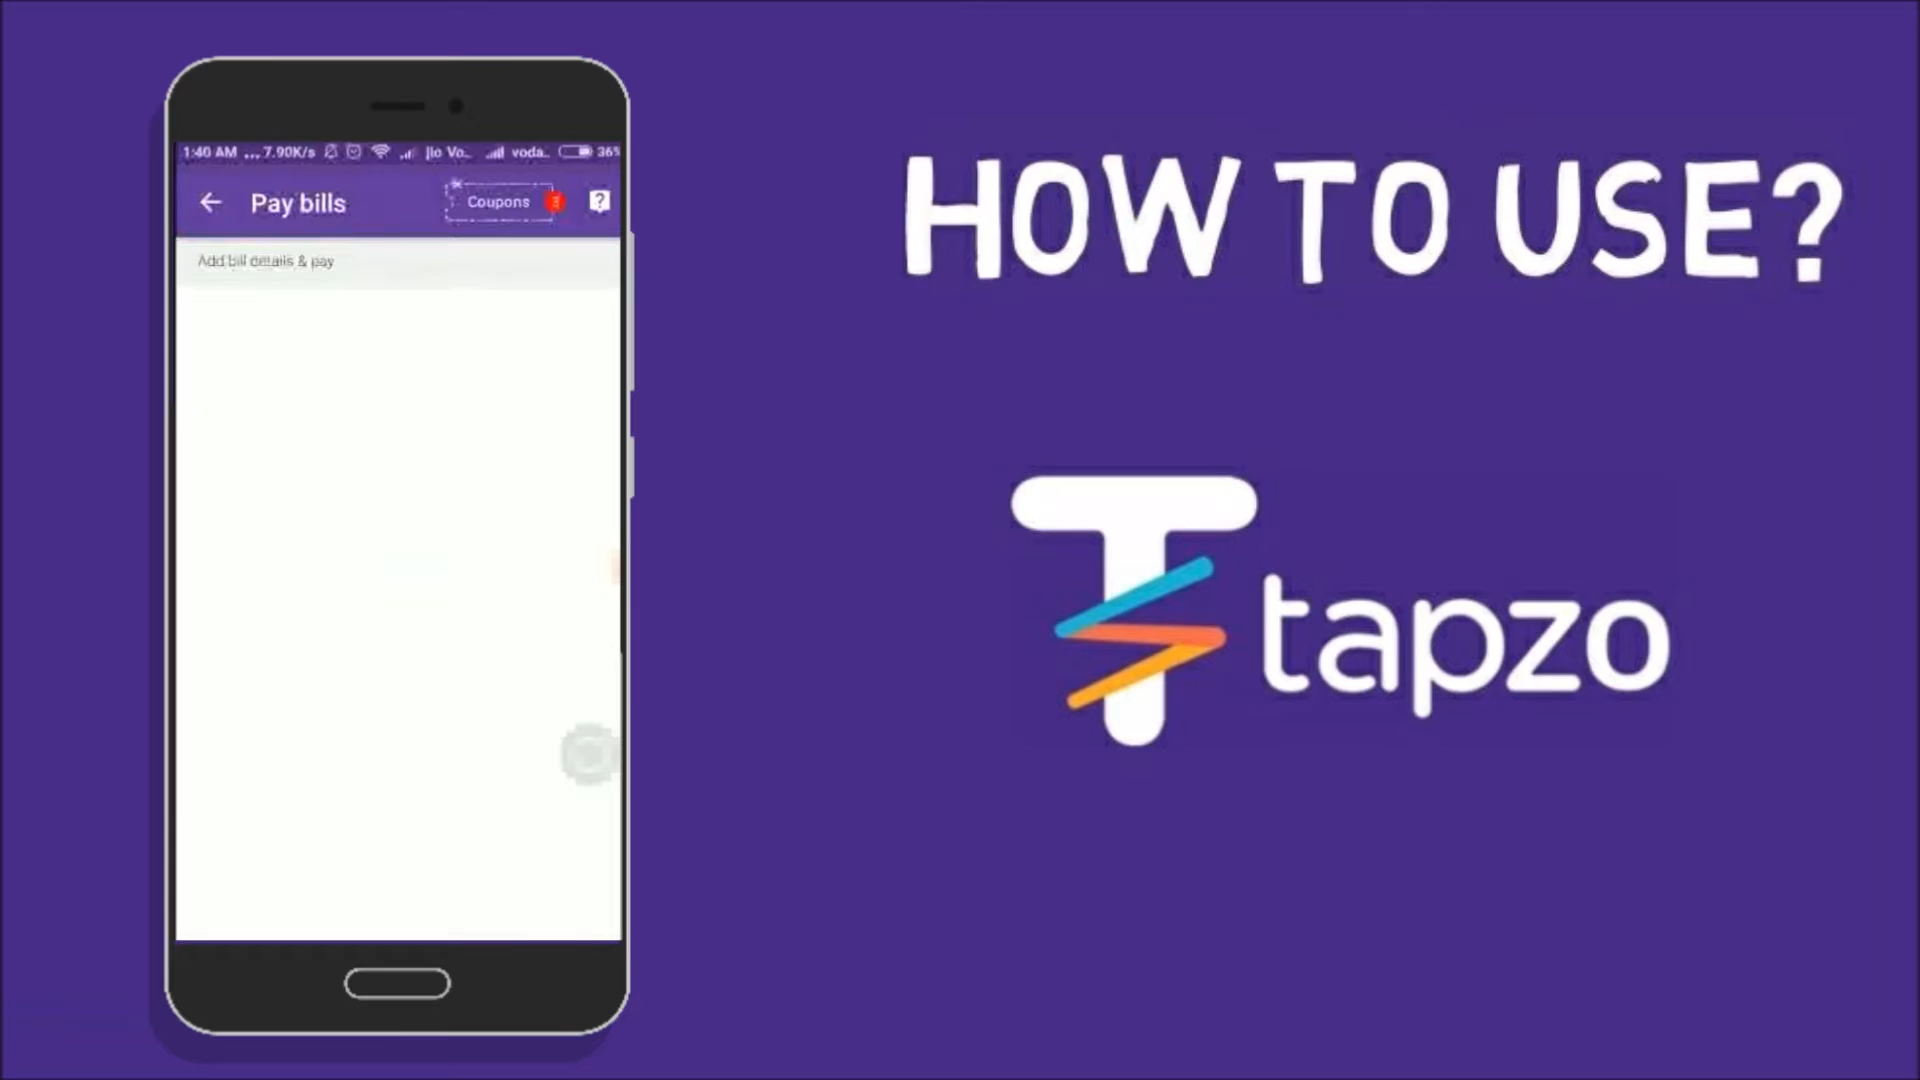 1:40 AM ...7.90K/s Jio Vo... voda.. 36%
Pay bills
Coupons
?
Add bill details & pay
HOW TO USE?
T tapzo